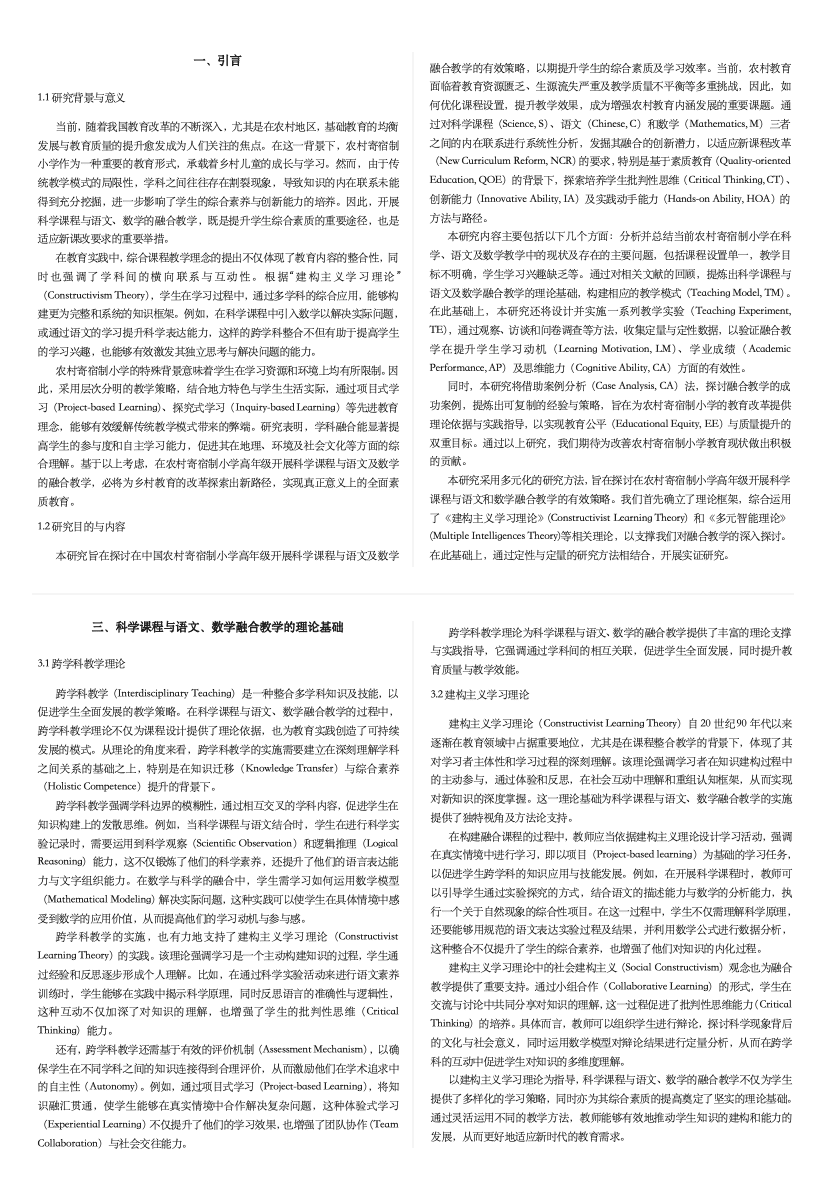 一、引言
1.1 研究背景与意义
当前，随着我国教育改革的不断深入，尤其是在农村地区，基础教育的均衡
发展与教育质量的提升愈发成为人们关注的焦点。在这一背景下，农村寄宿制
小学作为一种重要的教育形式，承载着乡村儿童的成长与学习。然而，由于传
统教学模式的局限性，学科之间往往存在割裂现象，导致知识的内在联系未能
得到充分挖掘，进一步影响了学生的综合素养与创新能力的培养。因此，开展
科学课程与语文、数学的融合教学，既是提升学生综合素质的重要途径，也是
适应新课改要求的重要举措。
在教育实践中，综合课程教学理念的提出不仅体现了教育内容的整合性，同
时也强调了学科间的横向联系与互动性。根据“建构主义学习理论”
（Constructivism Theory），学生在学习过程中，通过多学科的综合应用，能够构
建更为完整和系统的知识框架。例如，在科学课程中引入数学以解决实际问题，
或通过语文的学习提升科学表达能力，这样的跨学科整合不但有助于提高学生
的学习兴趣，也能够有效激发其独立思考与解决问题的能力。
农村寄宿制小学的特殊背景意味着学生在学习资源和环境上均有所限制。因
此，采用层次分明的教学策略，结合地方特色与学生生活实际，通过项目式学
习（Project-based Learning）、探究式学习（Inquiry-based Learning）等先进教育
理念，能够有效缓解传统教学模式带来的弊端。研究表明，学科融合能显著提
高学生的参与度和自主学习能力，促进其在地理、环境及社会文化等方面的综
合理解。基于以上考虑，在农村寄宿制小学高年级开展科学课程与语文及数学
的融合教学，必将为乡村教育的改革探索出新路径，实现真正意义上的全面素
质教育。
1.2 研究目的与内容
本研究旨在探讨在中国农村寄宿制小学高年级开展科学课程与语文及数学
融合教学的有效策略，以期提升学生的综合素质及学习效率。当前，农村教育
面临着教育资源匮乏、生源流失严重及教学质量不平衡等多重挑战，因此，如
何优化课程设置，提升教学效果，成为增强农村教育内涵发展的重要课题。通
过对科学课程（Science, S）、语文（Chinese, C）和数学（Mathematics, M）三者
之间的内在联系进行系统性分析，发掘其融合的创新潜力，以适应新课程改革
（New Curriculum Reform, NCR）的要求，特别是基于素质教育（Quality-oriented
Education, QOE）的背景下，探索培养学生批判性思维（Critical Thinking, CT）、
创新能力（Innovative Ability, IA）及实践动手能力（Hands-on Ability, HOA）的
方法与路径。
本研究内容主要包括以下几个方面：分析并总结当前农村寄宿制小学在科
学、语文及数学教学中的现状及存在的主要问题，包括课程设置单一，教学目
标不明确，学生学习兴趣缺乏等。通过对相关文献的回顾，提炼出科学课程与
语文及数学融合教学的理论基础，构建相应的教学模式（Teaching Model, TM）。
在此基础上，本研究还将设计并实施一系列教学实验（Teaching Experiment,
TE），通过观察、访谈和问卷调查等方法，收集定量与定性数据，以验证融合教
学在提升学生学习动机（Learning Motivation, LM）、学业成绩（Academic
Performance, AP）及思维能力（Cognitive Ability, CA）方面的有效性。
同时，本研究将借助案例分析（Case Analysis, CA）法，探讨融合教学的成
功案例，提炼出可复制的经验与策略，旨在为农村寄宿制小学的教育改革提供
理论依据与实践指导，以实现教育公平（Educational Equity, EE）与质量提升的
双重目标。通过以上研究，我们期待为改善农村寄宿制小学教育现状做出积极
的贡献。
本研究采用多元化的研究方法，旨在探讨在农村寄宿制小学高年级开展科学
课程与语文和数学融合教学的有效策略。我们首先确立了理论框架，综合运用
了《建构主义学习理论》(Constructivist Learning Theory) 和《多元智能理论》
(Multiple Intelligences Theory)等相关理论，以支撑我们对融合教学的深入探讨。
在此基础上，通过定性与定量的研究方法相结合，开展实证研究。
三、科学课程与语文、数学融合教学的理论基础
3.1 跨学科教学理论
跨学科教学（Interdisciplinary Teaching）是一种整合多学科知识及技能，以
促进学生全面发展的教学策略。在科学课程与语文、数学融合教学的过程中，
跨学科教学理论不仅为课程设计提供了理论依据，也为教育实践创造了可持续
发展的模式。从理论的角度来看，跨学科教学的实施需要建立在深刻理解学科
之间关系的基础之上，特别是在知识迁移（Knowledge Transfer）与综合素养
（Holistic Competence）提升的背景下。
跨学科教学强调学科边界的模糊性，通过相互交叉的学科内容，促进学生在
知识构建上的发散思维。例如，当科学课程与语文结合时，学生在进行科学实
验记录时，需要运用到科学观察（Scientific Observation）和逻辑推理（Logical
Reasoning）能力，这不仅锻炼了他们的科学素养，还提升了他们的语言表达能
力与文字组织能力。在数学与科学的融合中，学生需学习如何运用数学模型
（Mathematical Modeling）解决实际问题，这种实践可以使学生在具体情境中感
受到数学的应用价值，从而提高他们的学习动机与参与感。
跨学科教学的实施，也有力地支持了建构主义学习理论（Constructivist
Learning Theory）的实践。该理论强调学习是一个主动构建知识的过程，学生通
过经验和反思逐步形成个人理解。比如，在通过科学实验活动来进行语文素养
训练时，学生能够在实践中揭示科学原理，同时反思语言的准确性与逻辑性，
这种互动不仅加深了对知识的理解，也增强了学生的批判性思维（Critical
Thinking）能力。
还有，跨学科教学还需基于有效的评价机制（Assessment Mechanism），以确
保学生在不同学科之间的知识连接得到合理评价，从而激励他们在学术追求中
的自主性（Autonomy）。例如，通过项目式学习（Project-based Learning），将知
识融汇贯通，使学生能够在真实情境中合作解决复杂问题，这种体验式学习
（Experiential Learning）不仅提升了他们的学习效果，也增强了团队协作（Team
Collaboration）与社会交往能力。
跨学科教学理论为科学课程与语文、数学的融合教学提供了丰富的理论支撑
与实践指导，它强调通过学科间的相互关联，促进学生全面发展，同时提升教
育质量与教学效能。
3.2 建构主义学习理论
建构主义学习理论（Constructivist Learning Theory）自 20 世纪 90 年代以来
逐渐在教育领域中占据重要地位，尤其是在课程整合教学的背景下，体现了其
对学习者主体性和学习过程的深刻理解。该理论强调学习者在知识建构过程中
的主动参与，通过体验和反思，在社会互动中理解和重组认知框架，从而实现
对新知识的深度掌握。这一理论基础为科学课程与语文、数学融合教学的实施
提供了独特视角及方法论支持。
在构建融合课程的过程中，教师应当依据建构主义理论设计学习活动，强调
在真实情境中进行学习，即以项目（Project-based learning）为基础的学习任务，
以促进学生跨学科的知识应用与技能发展。例如，在开展科学课程时，教师可
以引导学生通过实验探究的方式，结合语文的描述能力与数学的分析能力，执
行一个关于自然现象的综合性项目。在这一过程中，学生不仅需理解科学原理，
还要能够用规范的语文表达实验过程及结果，并利用数学公式进行数据分析，
这种整合不仅提升了学生的综合素养，也增强了他们对知识的内化过程。
建构主义学习理论中的社会建构主义（Social Constructivism）观念也为融合
教学提供了重要支持。通过小组合作（Collaborative Learning）的形式，学生在
交流与讨论中共同分享对知识的理解，这一过程促进了批判性思维能力（Critical
Thinking）的培养。具体而言，教师可以组织学生进行辩论，探讨科学现象背后
的文化与社会意义，同时运用数学模型对辩论结果进行定量分析，从而在跨学
科的互动中促进学生对知识的多维度理解。
以建构主义学习理论为指导，科学课程与语文、数学的融合教学不仅为学生
提供了多样化的学习策略，同时亦为其综合素质的提高奠定了坚实的理论基础。
通过灵活运用不同的教学方法，教师能够有效地推动学生知识的建构和能力的
发展，从而更好地适应新时代的教育需求。